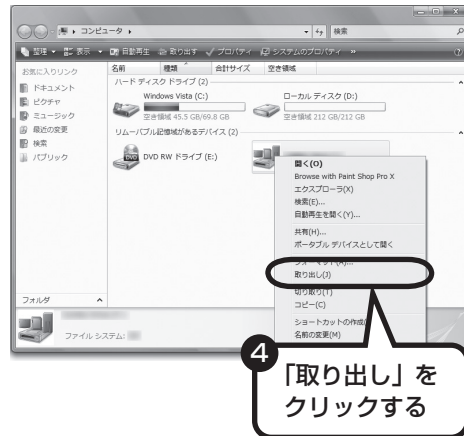 コンピュータ
検索
整理 表示 自動再生 取り出す プロパティ システムのプロパティ »
お気に入りリンク
ドキュメント
ピクチャ
ミュージック
最近の変更
検索
パブリック
フォルダ
名前 種類 合計サイズ 空き領域
ハード ディスク ドライブ (2)
Windows Vista (C:)
空き領域 45.5 GB/69.8 GB
ローカル ディスク (D:)
空き領域 212 GB/212 GB
リムーバブル記憶域があるデバイス (2)
DVD RW ドライブ (E:)
開く(O)
Browse with Paint Shop Pro X
エクスプローラ(X)
検索(E)...
自動再生を開く(Y)...
共有(H)...
ポータブル デバイスとして開く
フォーマット(A)...
取り出し(J)
切り取り(T)
コピー(C)
ショートカットの作成(
名前の変更(M)
ファイル システム:
4
「取り出し」を
クリックする